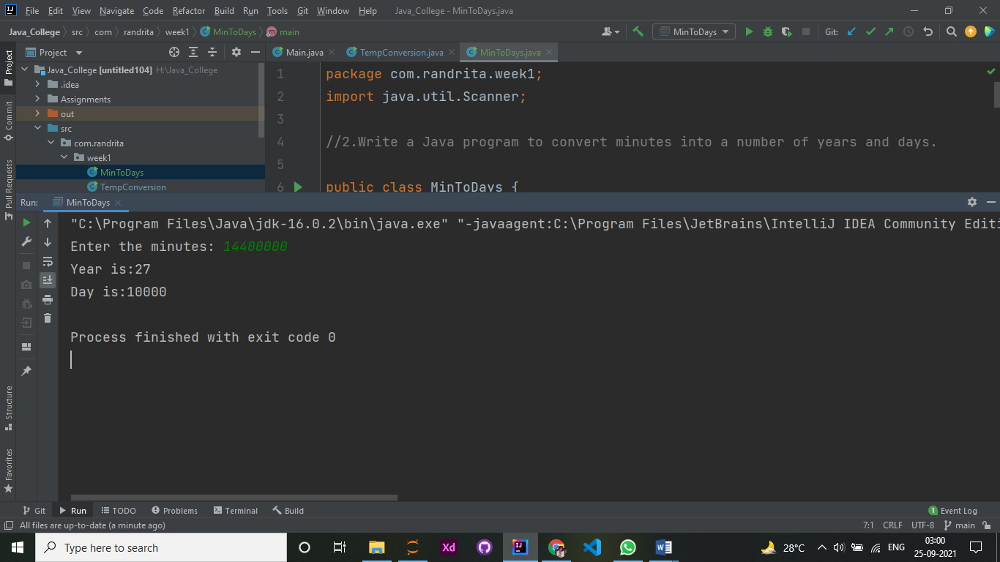 File Edit View Navigate Code Refactor Build Run Tools Git Window Help Java_College - MinToDays.java
Java_College src com randrita week1 MinToDays main MinToDays Git:
Project Main.java TempConversion.java MinToDays.java
Java_College [untitled104] H:\Java_College
.idea
Assignments
out
src
com.randrita
week1
MinToDays
TempConversion
1 package com.randrita.week1;
2 import java.util.Scanner;
3
4 //2.Write a Java program to convert minutes into a number of years and days.
5
6 public class MinToDays {
Project
Commit
Pull Requests
Structure
Favorites
Run: MinToDays
"C:\Program Files\Java\jdk-16.0.2\bin\java.exe" "-javaagent:C:\Program Files\JetBrains\IntelliJ IDEA Community Editi
Enter the minutes: 14400000
Year is:27
Day is:10000
Process finished with exit code 0
Git Run TODO Problems Terminal Build 1 Event Log
All files are up-to-date (a minute ago) 7:1 CRLF UTF-8 main
Type here to search Xd 28°C ENG 03:00
25-09-2021